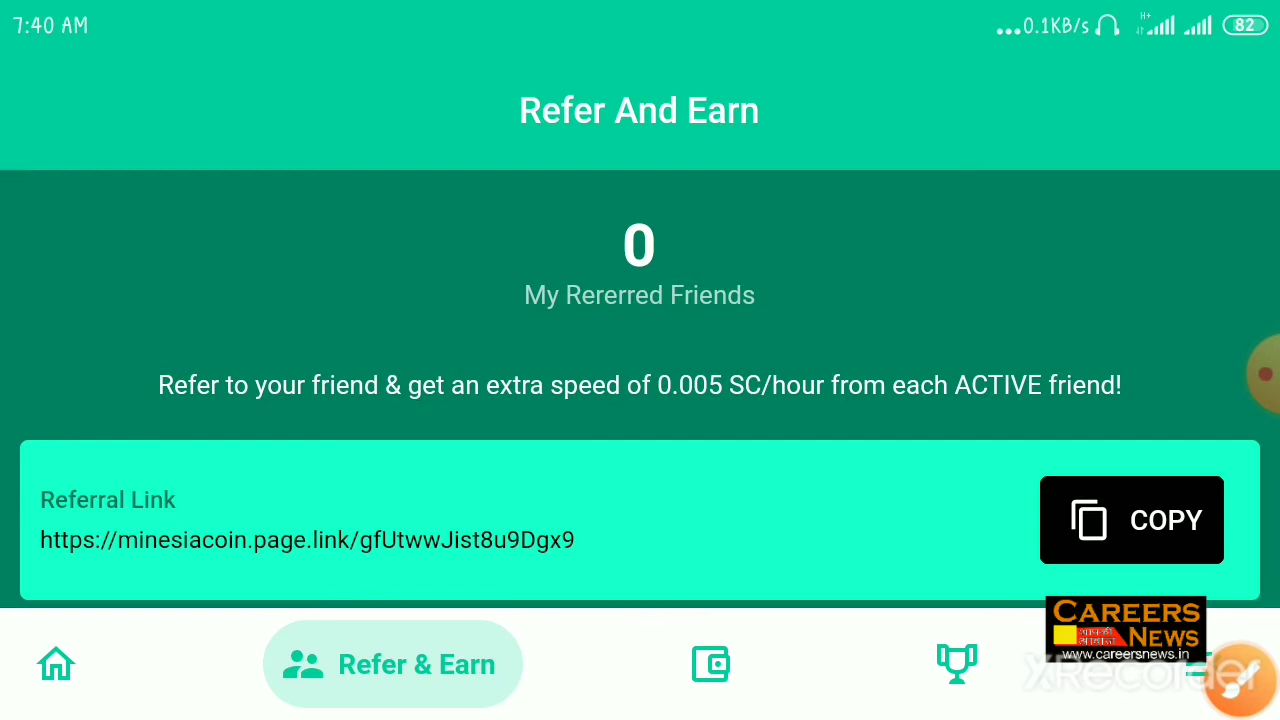 7:40 AM
...0.1KB/s
H+
82
Refer And Earn
0
My Rererred Friends
Refer to your friend & get an extra speed of 0.005 SC/hour from each ACTIVE friend!
Referral Link
https://minesiacoin.page.link/gfUtwwJist8u9Dgx9
COPY
Refer & Earn
CAREERS
NEWS
www.careersnews.in
XRecorder